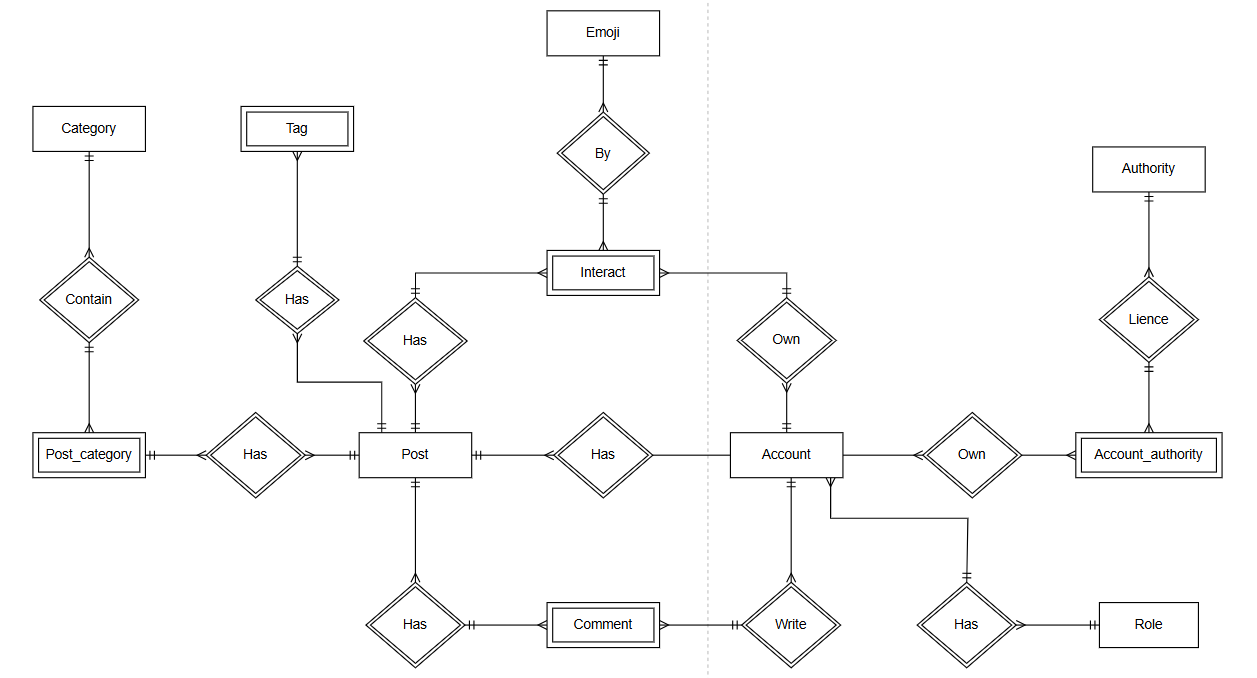 Emoji
Category
Tag
By
Authority
Interact
Contain
Has
Has
Own
Lience
Post_category
Has
Post
Has
Account
Own
Account_authority
Has
Comment
Write
Has
Role